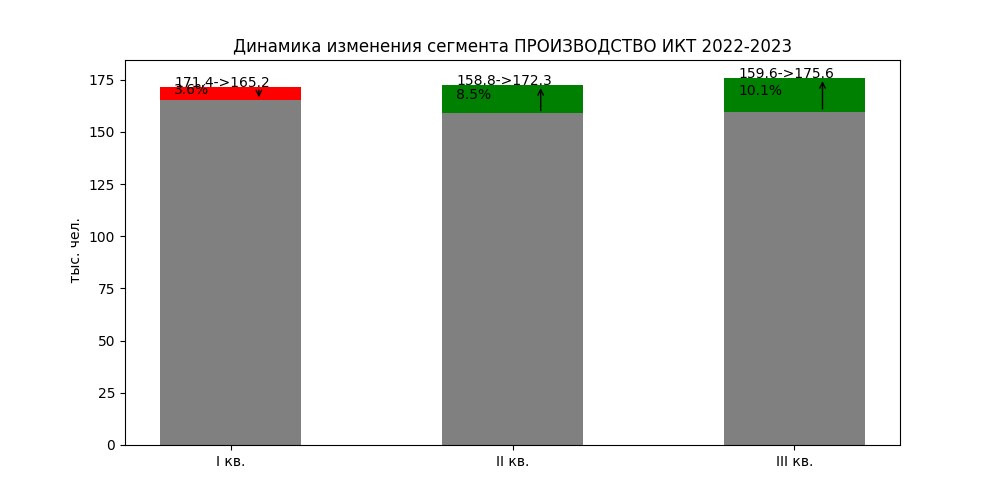 Динамика изменения сегмента ПРОИЗВОДСТВО ИКТ 2022-2023
тыс. чел.
175
150
125
100
75
50
25
0
171.4->165.2
3.6%
158.8->172.3
8.5%
159.6->175.6
10.1%
I кв.
II кв.
III кв.